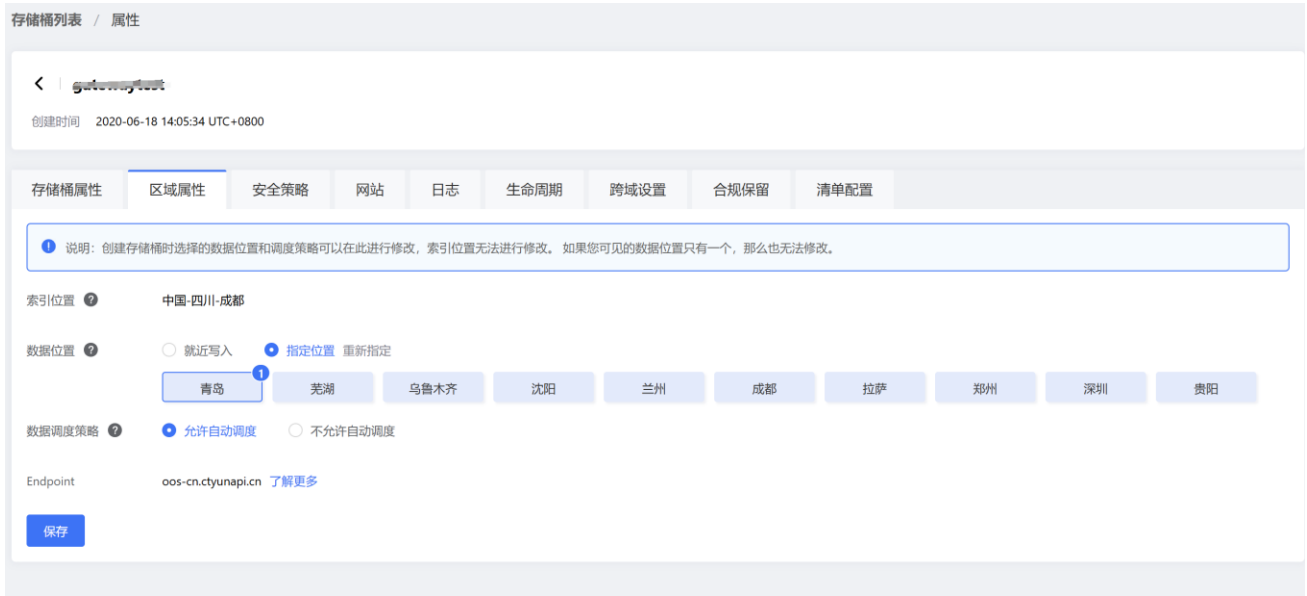 存储桶列表 / 属性
创建时间 2020-06-18 14:05:34 UTC+0800
存储桶属性 区域属性 安全策略 网站 日志 生命周期 跨域设置 合规保留 清单配置
说明：创建存储桶时选择的数据位置和调度策略可以在此进行修改，索引位置无法进行修改。 如果您可见的数据位置只有一个，那么也无法修改。
索引位置 中国-四川-成都
数据位置 就近写入 指定位置 重新指定
1
青岛 芜湖 乌鲁木齐 沈阳 兰州 成都 拉萨 郑州 深圳 贵阳
数据调度策略 允许自动调度 不允许自动调度
Endpoint oos-cn.ctyunapi.cn 了解更多
保存